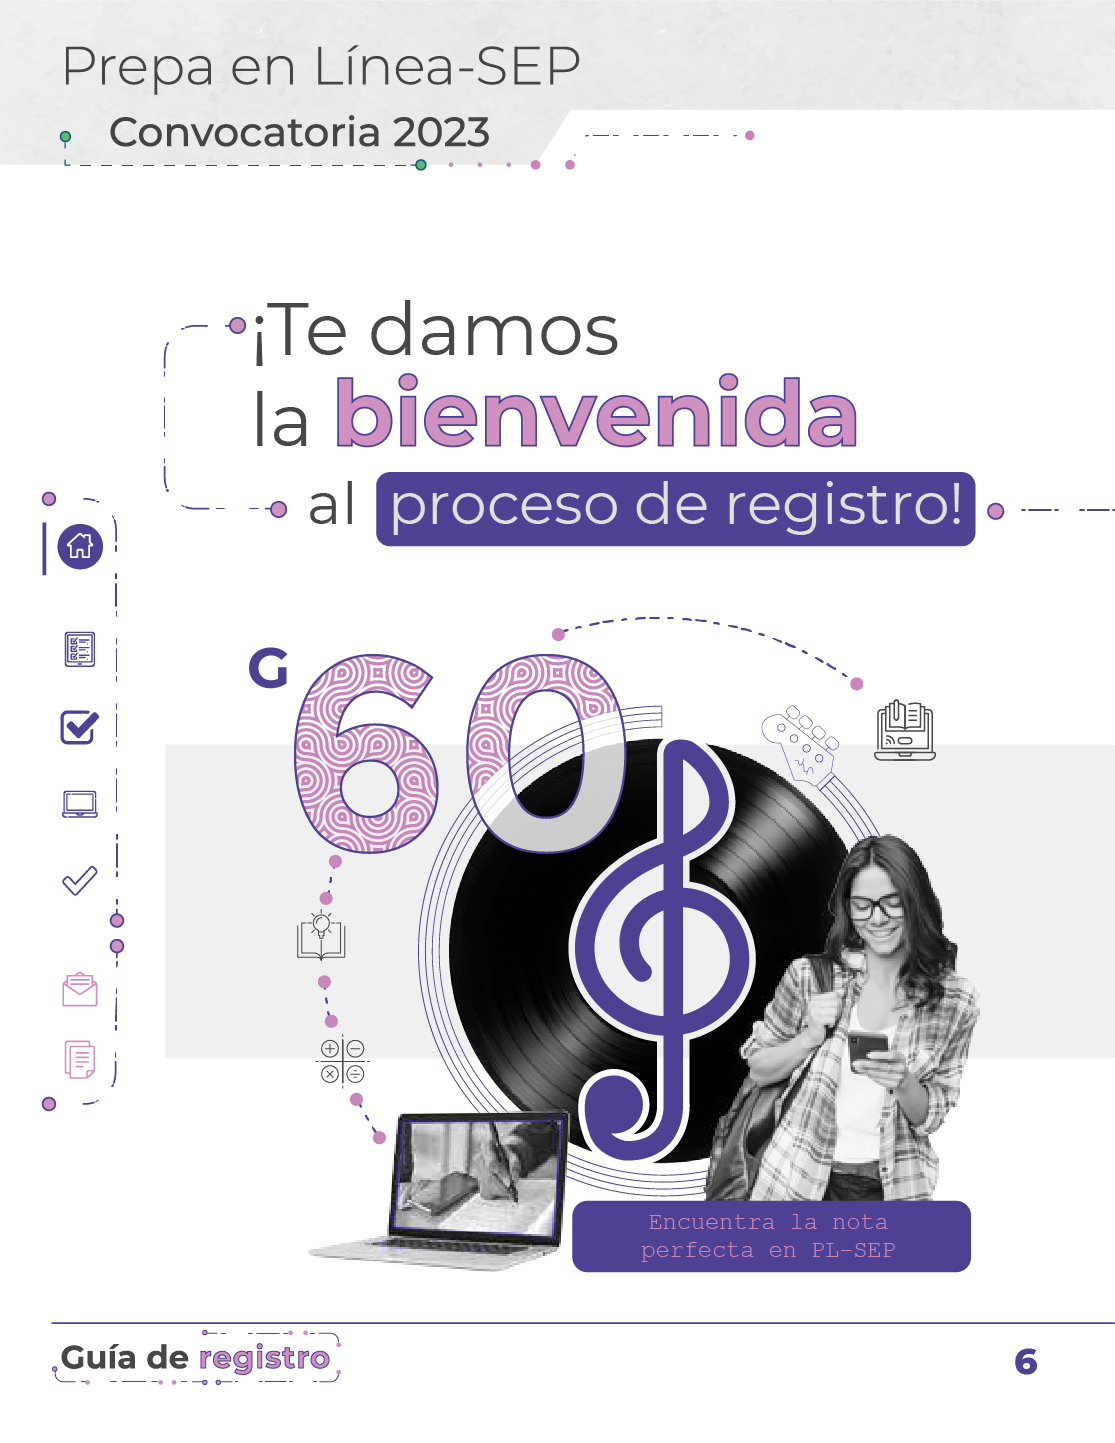 Prepa en Línea-SEP
Convocatoria 2023
¡Te damos
la bienvenida
al proceso de registro!
G60
Encuentra la nota
perfecta en PL-SEP
Guía de registro
6